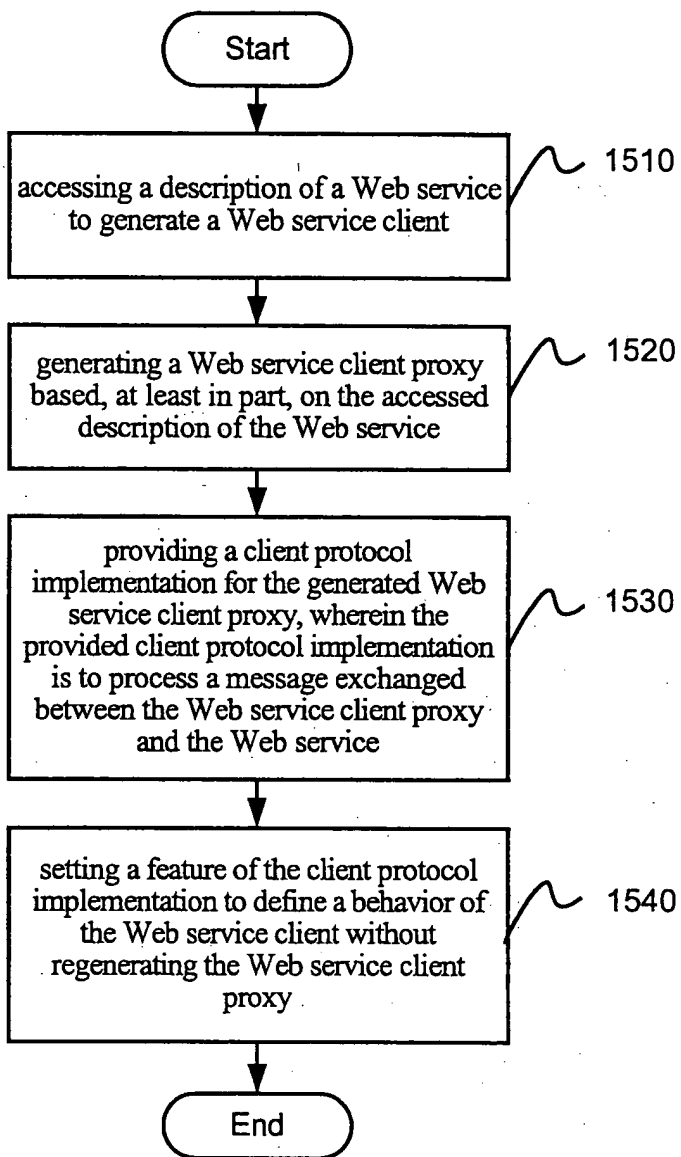 Start
accessing a description of a Web service
to generate a Web service client
1510
generating a Web service client proxy
based, at least in part, on the accessed
description of the Web service
1520
providing a client protocol
implementation for the generated Web
service client proxy, wherein the
provided client protocol implementation
is to process a message exchanged
between the Web service client proxy
and the Web service
1530
setting a feature of the client protocol
implementation to define a behavior of
the Web service client without
regenerating the Web service client
proxy
1540
End